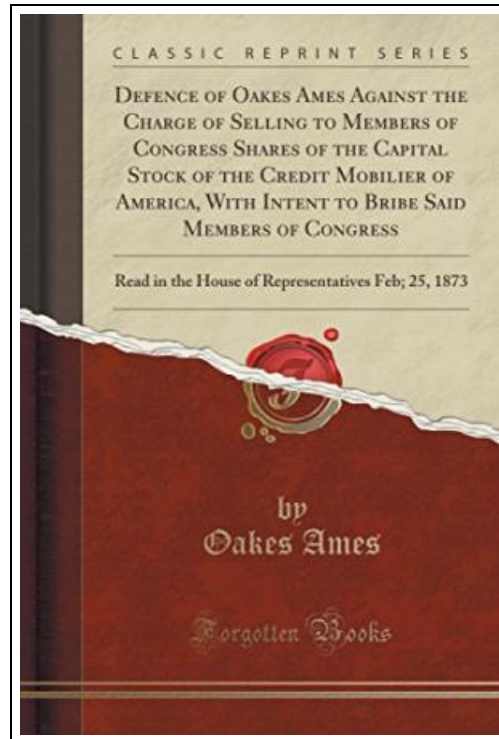 CLASSIC REPRINT SERIES
DEFENCE OF OAKES AMES AGAINST THE
CHARGE OF SELLING TO MEMBERS OF
CONGRESS SHARES OF THE CAPITAL
STOCK OF THE CREDIT MOBILIER OF
AMERICA, WITH INTENT TO BRIBE SAID
MEMBERS OF CONGRESS
Read in the House of Representatives Feb; 25, 1873
by
Oakes Ames
Forgotten Books